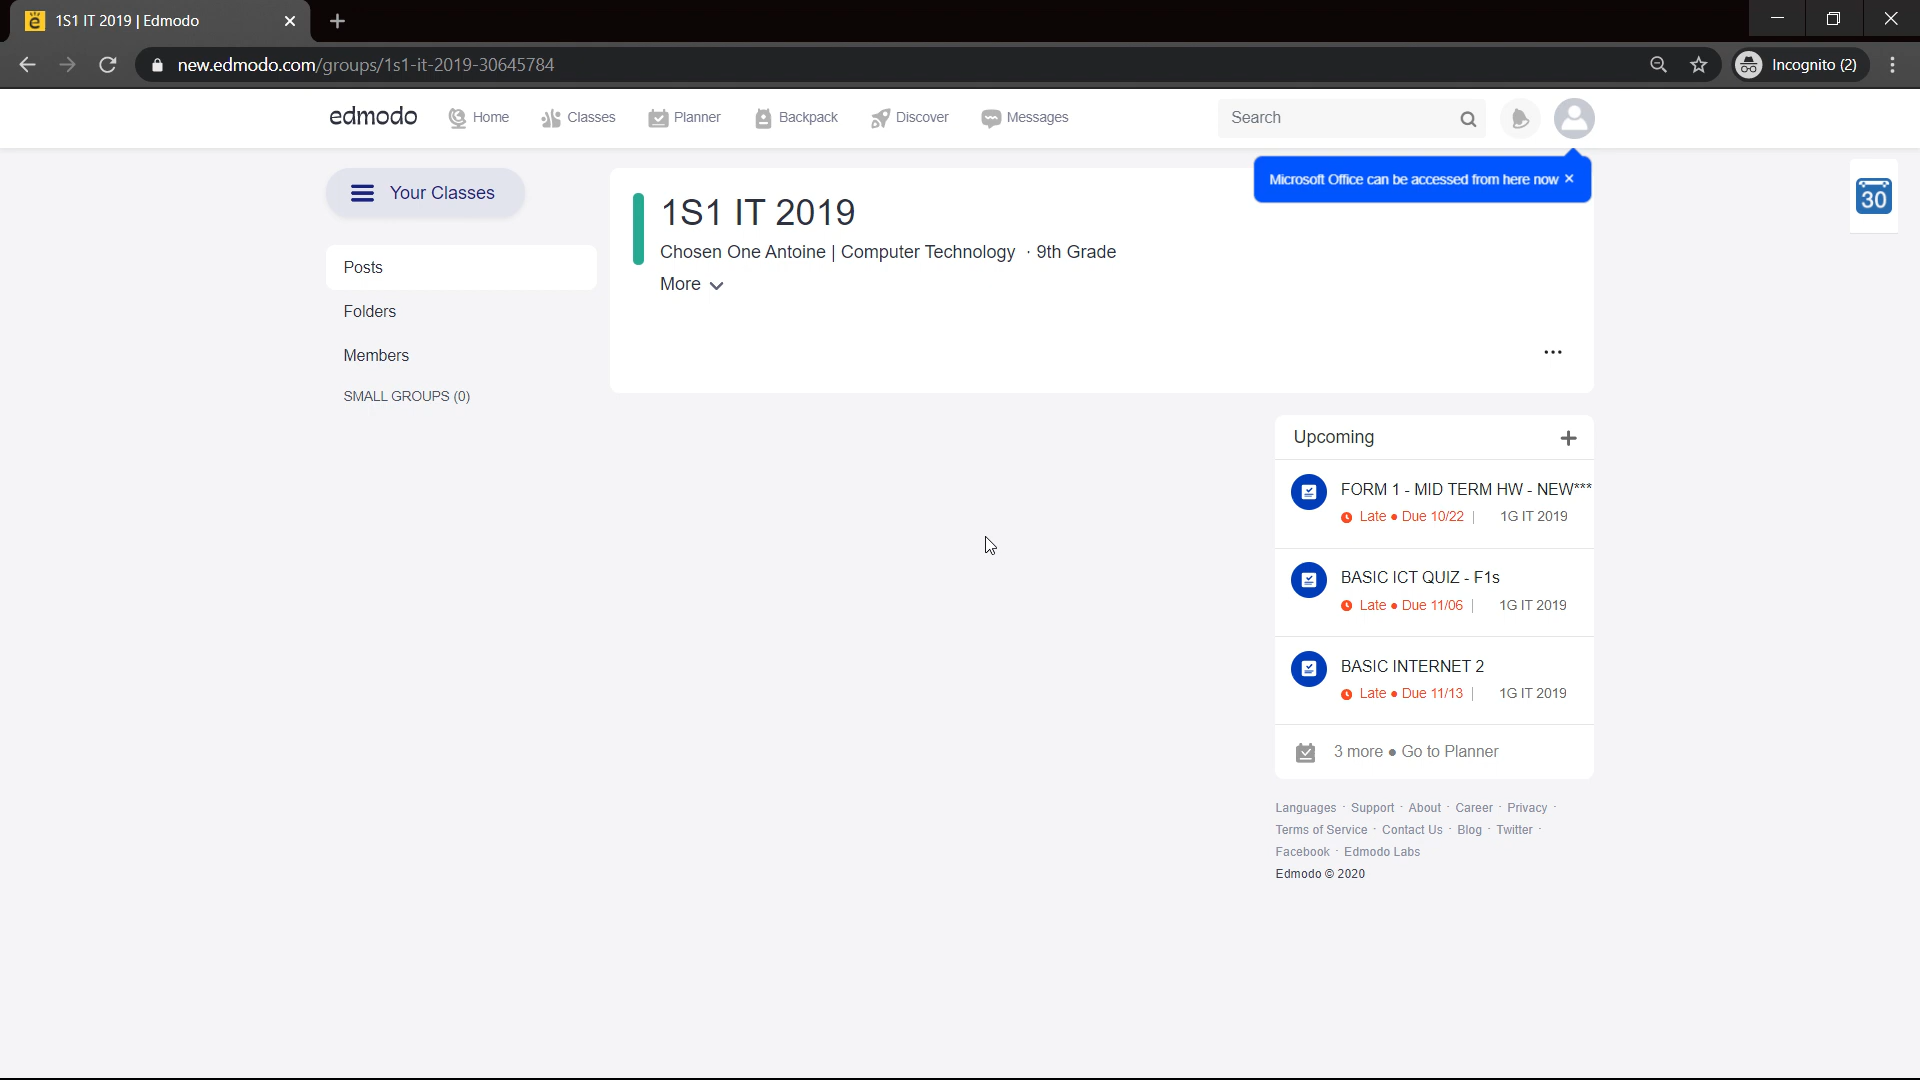 1S1 IT 2019 | Edmodo
new.edmodo.com/groups/1s1-it-2019-30645784
Incognito (2)
edmodo
Home
Classes
Planner
Backpack
Discover
Messages
Search
Microsoft Office can be accessed from here now ×
30
Your Classes
Posts
Folders
Members
SMALL GROUPS (0)
1S1 IT 2019
Chosen One Antoine | Computer Technology · 9th Grade
More
Upcoming
FORM 1 - MID TERM HW - NEW***
Late • Due 10/22 | 1G IT 2019
BASIC ICT QUIZ - F1s
Late • Due 11/06 | 1G IT 2019
BASIC INTERNET 2
Late • Due 11/13 | 1G IT 2019
3 more • Go to Planner
Languages · Support · About · Career · Privacy ·
Terms of Service · Contact Us · Blog · Twitter ·
Facebook · Edmodo Labs
Edmodo © 2020